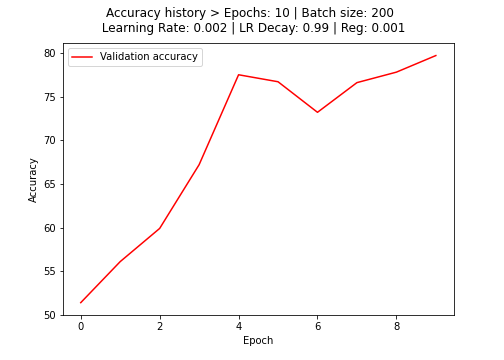 Accuracy history > Epochs: 10 | Batch size: 200
Learning Rate: 0.002 | LR Decay: 0.99 | Reg: 0.001
Validation accuracy
80
75
70
65
60
55
50
Accuracy
0 2 4 6 8
Epoch